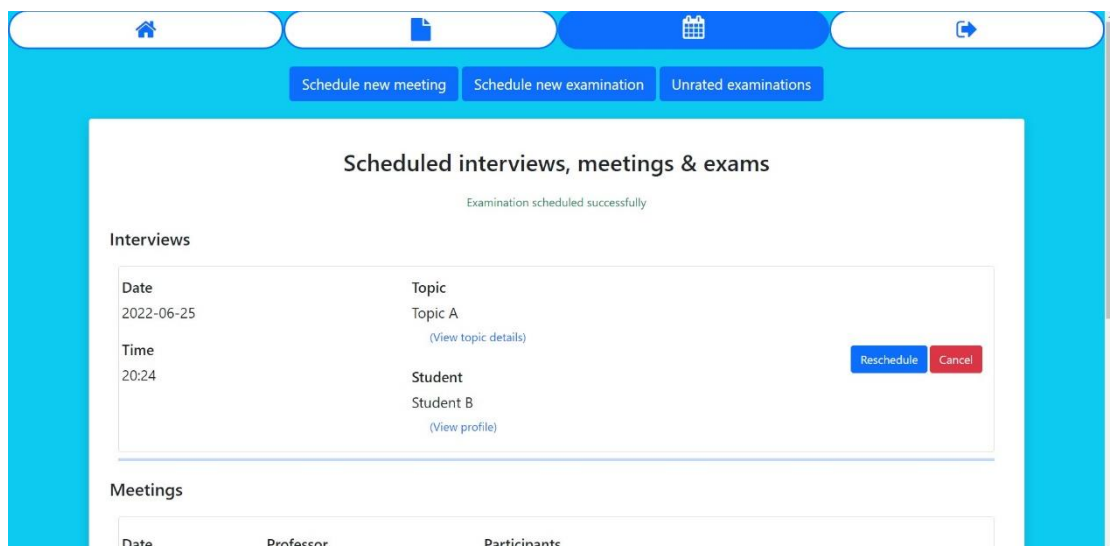 Schedule new meeting
Schedule new examination
Unrated examinations
Scheduled interviews, meetings & exams
Examination scheduled successfully
Interviews
Date
2022-06-25
Time
20:24
Topic
Topic A
(View topic details)
Student
Student B
(View profile)
Reschedule
Cancel
Meetings
Date
Professor
Participants